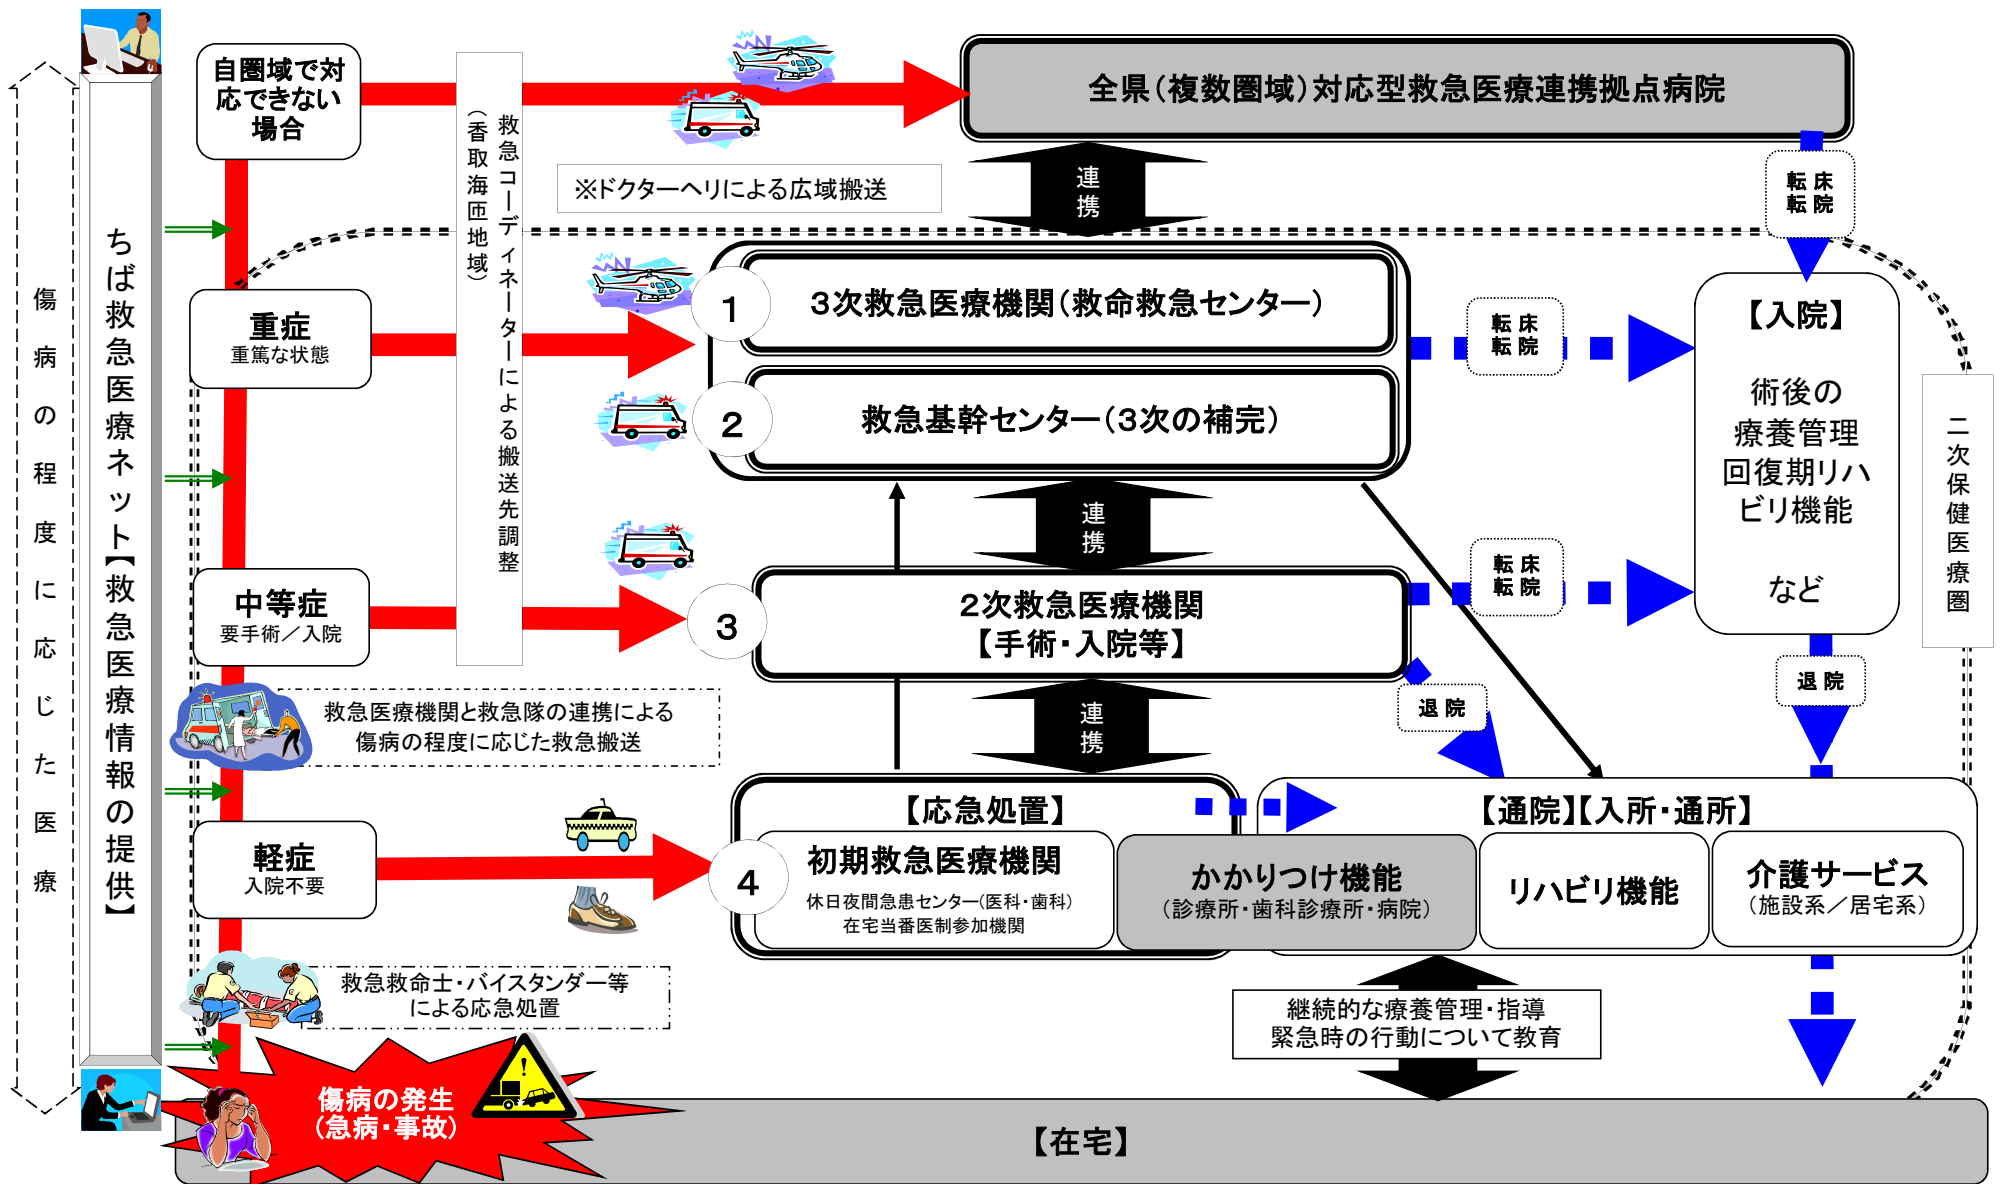 傷病の程度に応じた医療
ちば救急医療ネット【救急医療情報の提供】
自圏域で対
応できない
場合
救急コーディネーターによる搬送先調整
（香取海匝地域）
全県（複数圏域）対応型救急医療連携拠点病院
※ドクターヘリによる広域搬送
連携
転 床
転 院
重症
重篤な状態
1
3次救急医療機関（救命救急センター）
2
救急基幹センター（3次の補完）
転 床
転 院
【入院】
術後の
療養管理
回復期リハ
ビリ機能
など
二次保健医療圏
連携
中等症
要手術／入院
3
2次救急医療機関
【手術・入院等】
転 床
転 院
退 院
退 院
救急医療機関と救急隊の連携による
傷病の程度に応じた救急搬送
連携
軽症
入院不要
4
【応急処置】
初期救急医療機関
休日夜間急患センター（医科・歯科）
在宅当番医制参加機関
かかりつけ機能
（診療所・歯科診療所・病院）
【通院】【入所・通所】
リハビリ機能
介護サービス
（施設系／居宅系）
救急救命士・バイスタンダー等
による応急処置
継続的な療養管理・指導
緊急時の行動について教育
傷病の発生
（急病・事故）
!
【在宅】